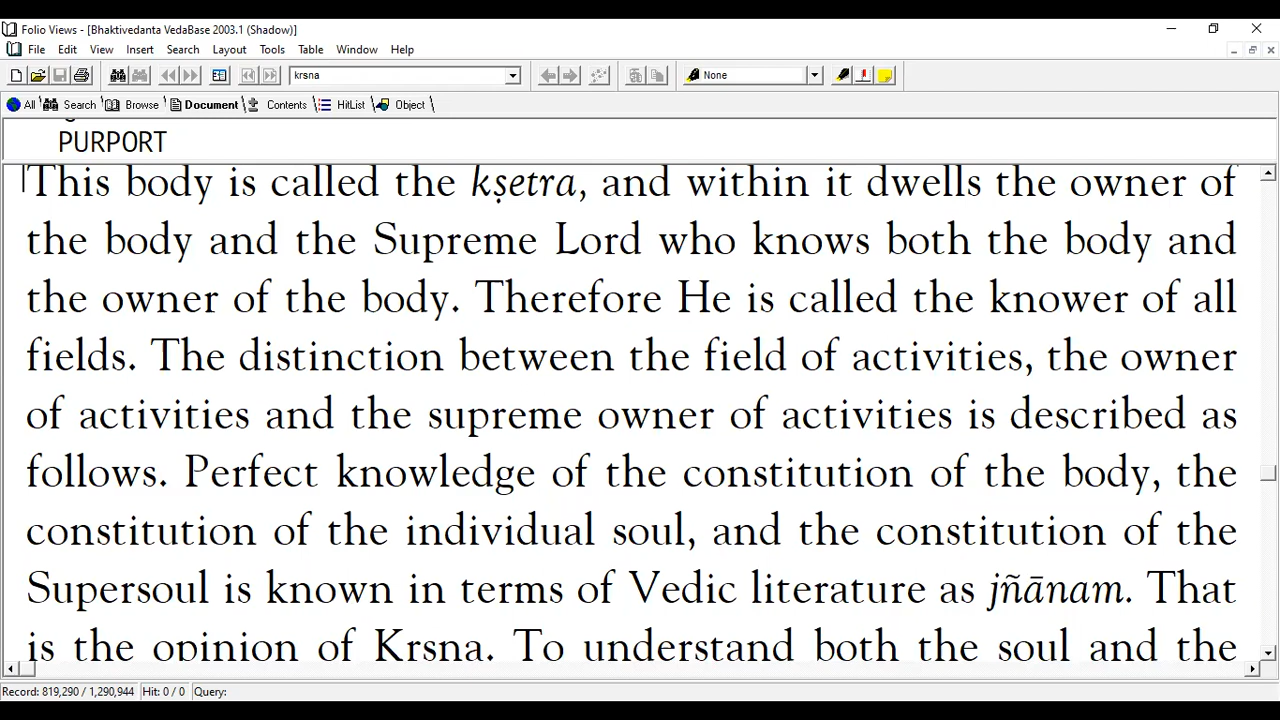 Folio Views - [Bhaktivedanta VedaBase 2003.1 (Shadow)]
File Edit View Insert Search Layout Tools Table Window Help
krsna None
All Search Browse Document Contents HitList Object
PURPORT
This body is called the kṣetra, and within it dwells the owner of
the body and the Supreme Lord who knows both the body and
the owner of the body. Therefore He is called the knower of all
fields. The distinction between the field of activities, the owner
of activities and the supreme owner of activities is described as
follows. Perfect knowledge of the constitution of the body, the
constitution of the individual soul, and the constitution of the
Supersoul is known in terms of Vedic literature as jñānam. That
is the opinion of Krsna. To understand both the soul and the
Record: 819,290 / 1,290,944 Hit: 0 / 0 Query: